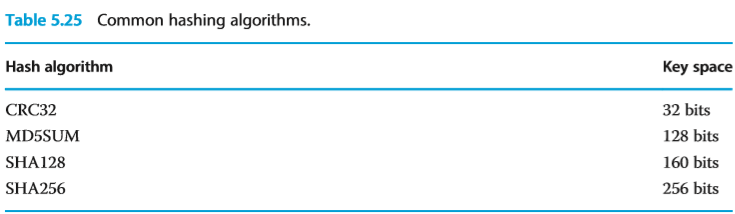 Table 5.25 Common hashing algorithms.
Hash algorithm Key space
CRC32 32 bits
MD5SUM 128 bits
SHA128 160 bits
SHA256 256 bits